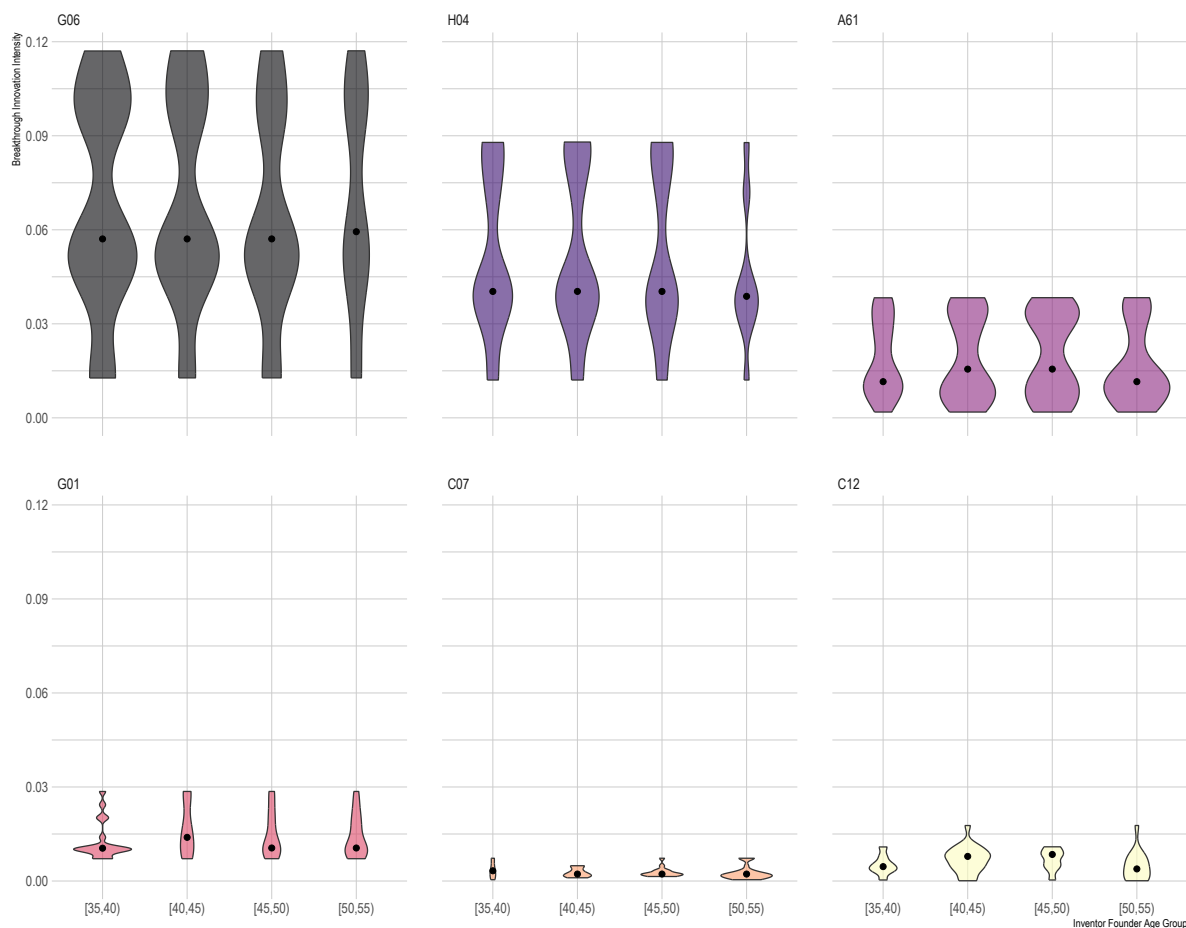 G06
H04
A61
Breakthrough Innovation Intensity
0.12
0.09
0.06
0.03
0.00
G01
C07
C12
0.12
0.09
0.06
0.03
0.00
[35,40) [40,45) [45,50) [50,55)
[35,40) [40,45) [45,50) [50,55)
[35,40) [40,45) [45,50) [50,55)
Inventor Founder Age Group